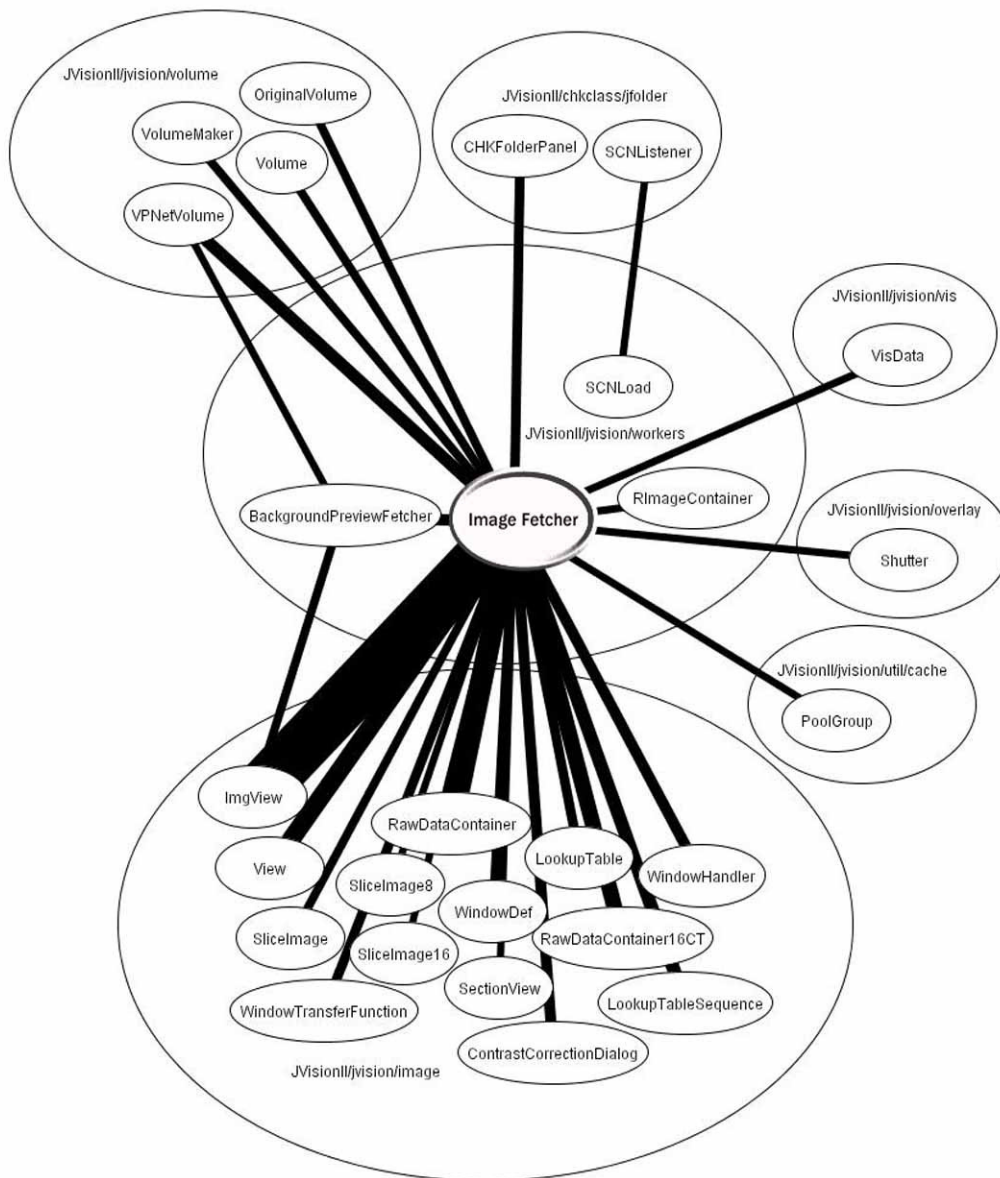 JVisionII/jvision/volume
OriginalVolume
VolumeMaker
Volume
VPNetVolume
JVisionII/chkclass/jfolder
CHKFolderPanel
SCNListener
JVisionII/jvision/vis
VisData
SCNLoad
JVisionII/jvision/workers
RImageContainer
BackgroundPreviewFetcher
Image Fetcher
JVisionII/jvision/overlay
Shutter
JVisionII/jvision/util/cache
PoolGroup
ImgView
RawDataContainer
View
SliceImage8
LookupTable
WindowHandler
WindowDef
SliceImage
SliceImage16
RawDataContainer16CT
SectionView
WindowTransferFunction
LookupTableSequence
ContrastCorrectionDialog
JVisionII/jvision/image